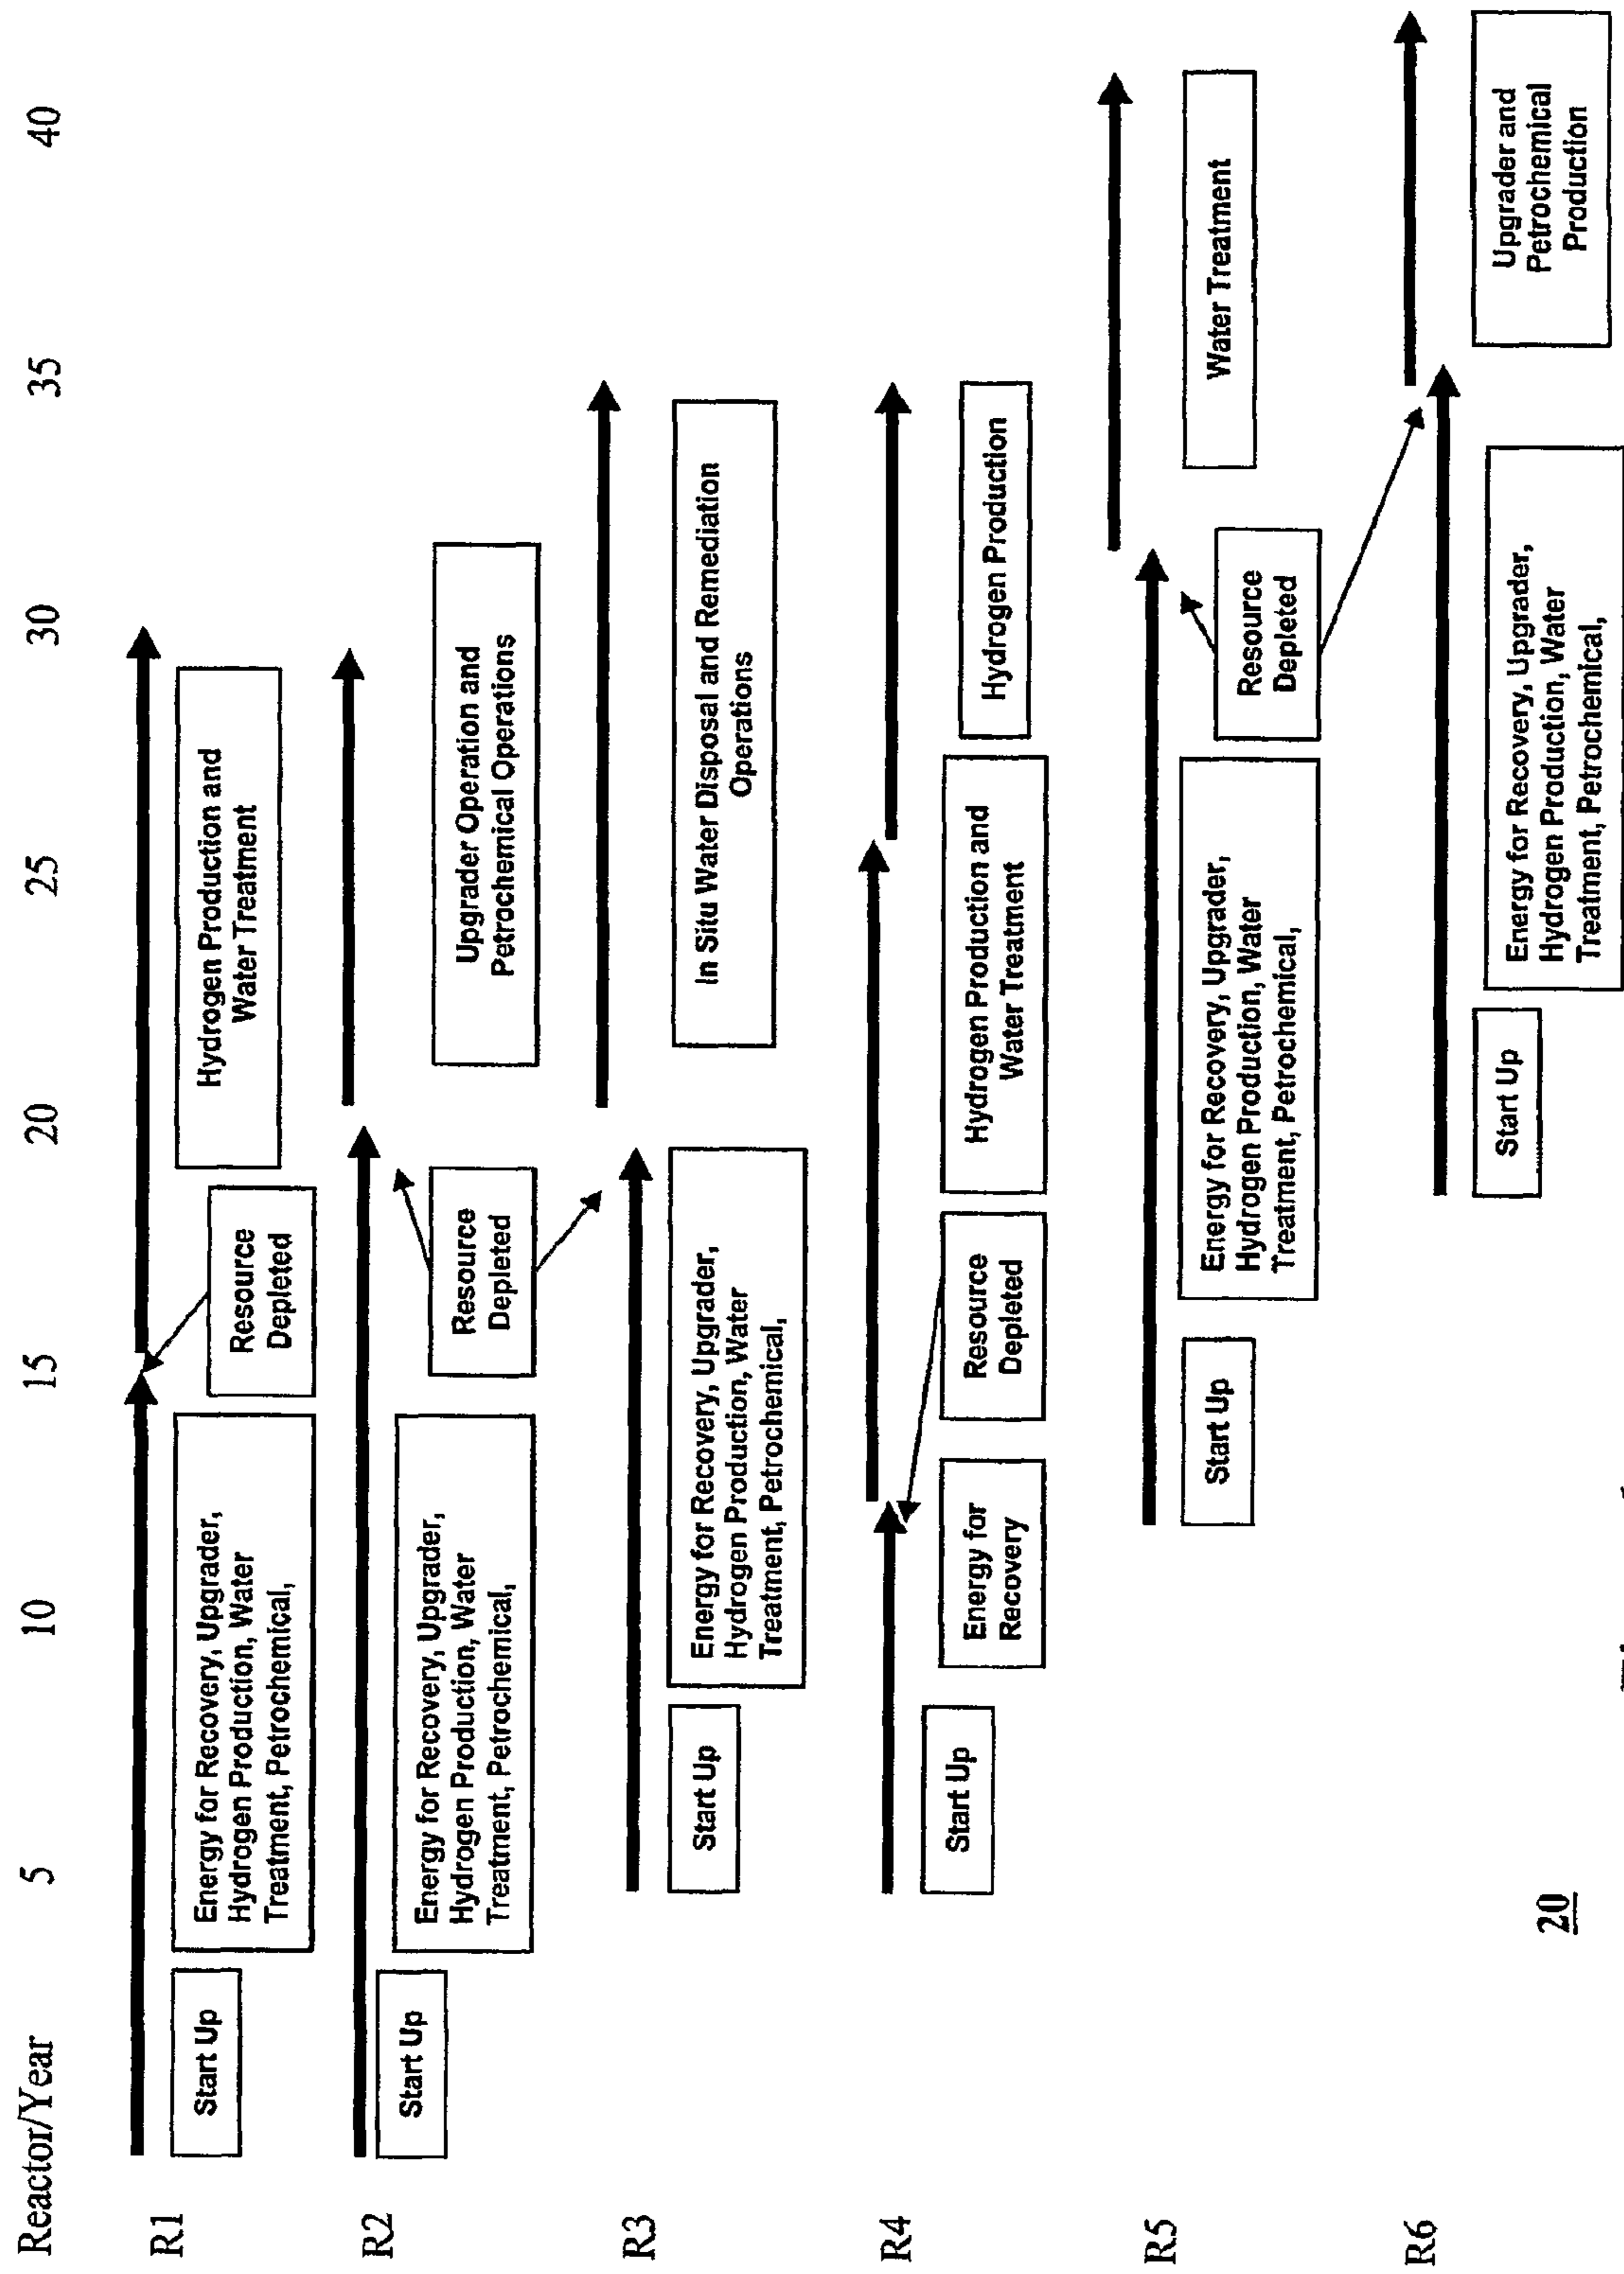 Reactor/Year 5 10 15 20 25 30 35 40
R1
Start Up
Energy for Recovery, Upgrader,
Hydrogen Production, Water
Treatment, Petrochemical,
Resource
Depleted
Hydrogen Production and
Water Treatment
R2
Start Up
Energy for Recovery, Upgrader,
Hydrogen Production, Water
Treatment, Petrochemical,
Resource
Depleted
Upgrader Operation and
Petrochemical Operations
R3
Start Up
Energy for Recovery, Upgrader,
Hydrogen Production, Water
Treatment, Petrochemical,
In Situ Water Disposal and Remediation
Operations
R4
Start Up
Energy for
Recovery
Resource
Depleted
Hydrogen Production and
Water Treatment
Hydrogen Production
R5
Start Up
Energy for Recovery, Upgrader,
Hydrogen Production, Water
Treatment, Petrochemical,
Resource
Depleted
Water Treatment
R6
Start Up
Energy for Recovery, Upgrader,
Hydrogen Production, Water
Treatment, Petrochemical,
Upgrader and
Petrochemical
Production
20